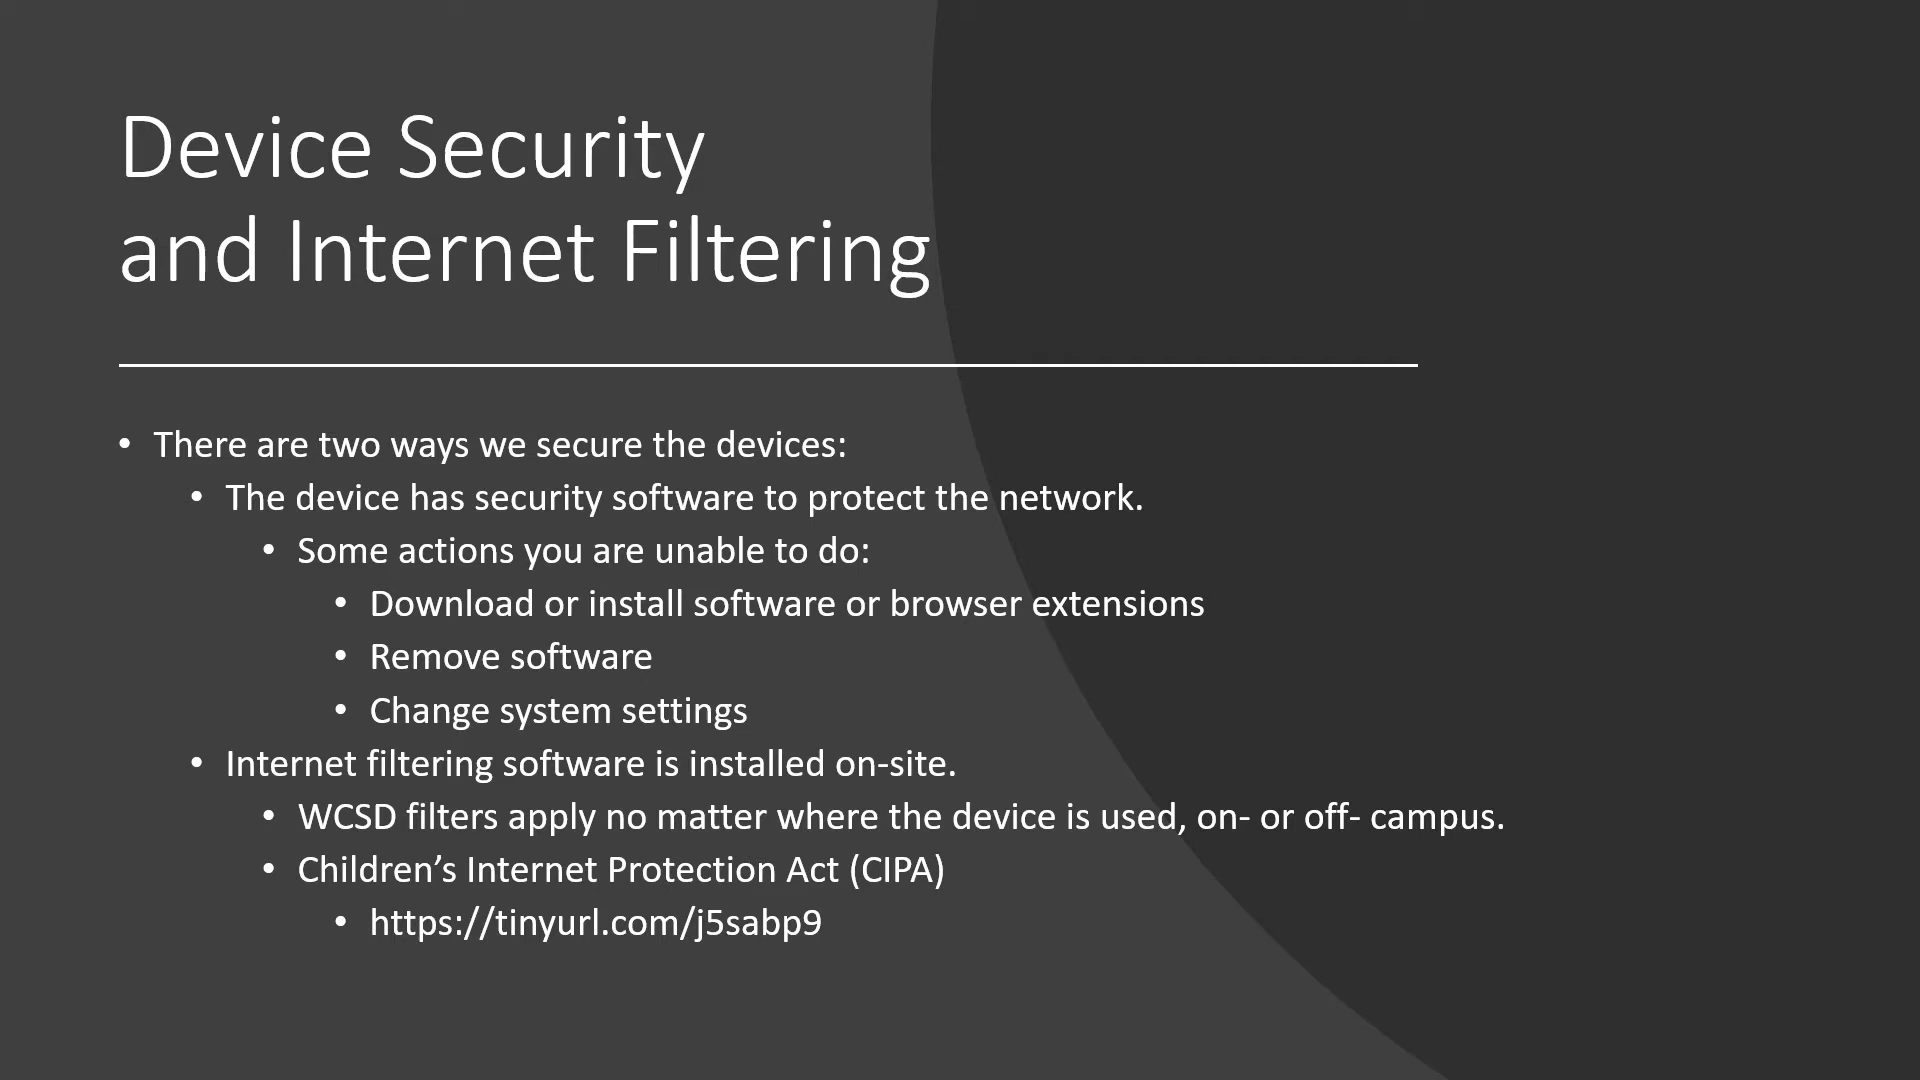 Device Security
and Internet Filtering
• There are two ways we secure the devices:
• The device has security software to protect the network.
• Some actions you are unable to do:
• Download or install software or browser extensions
• Remove software
• Change system settings
• Internet filtering software is installed on-site.
• WCSD filters apply no matter where the device is used, on- or off- campus.
• Children’s Internet Protection Act (CIPA)
• https://tinyurl.com/j5sabp9